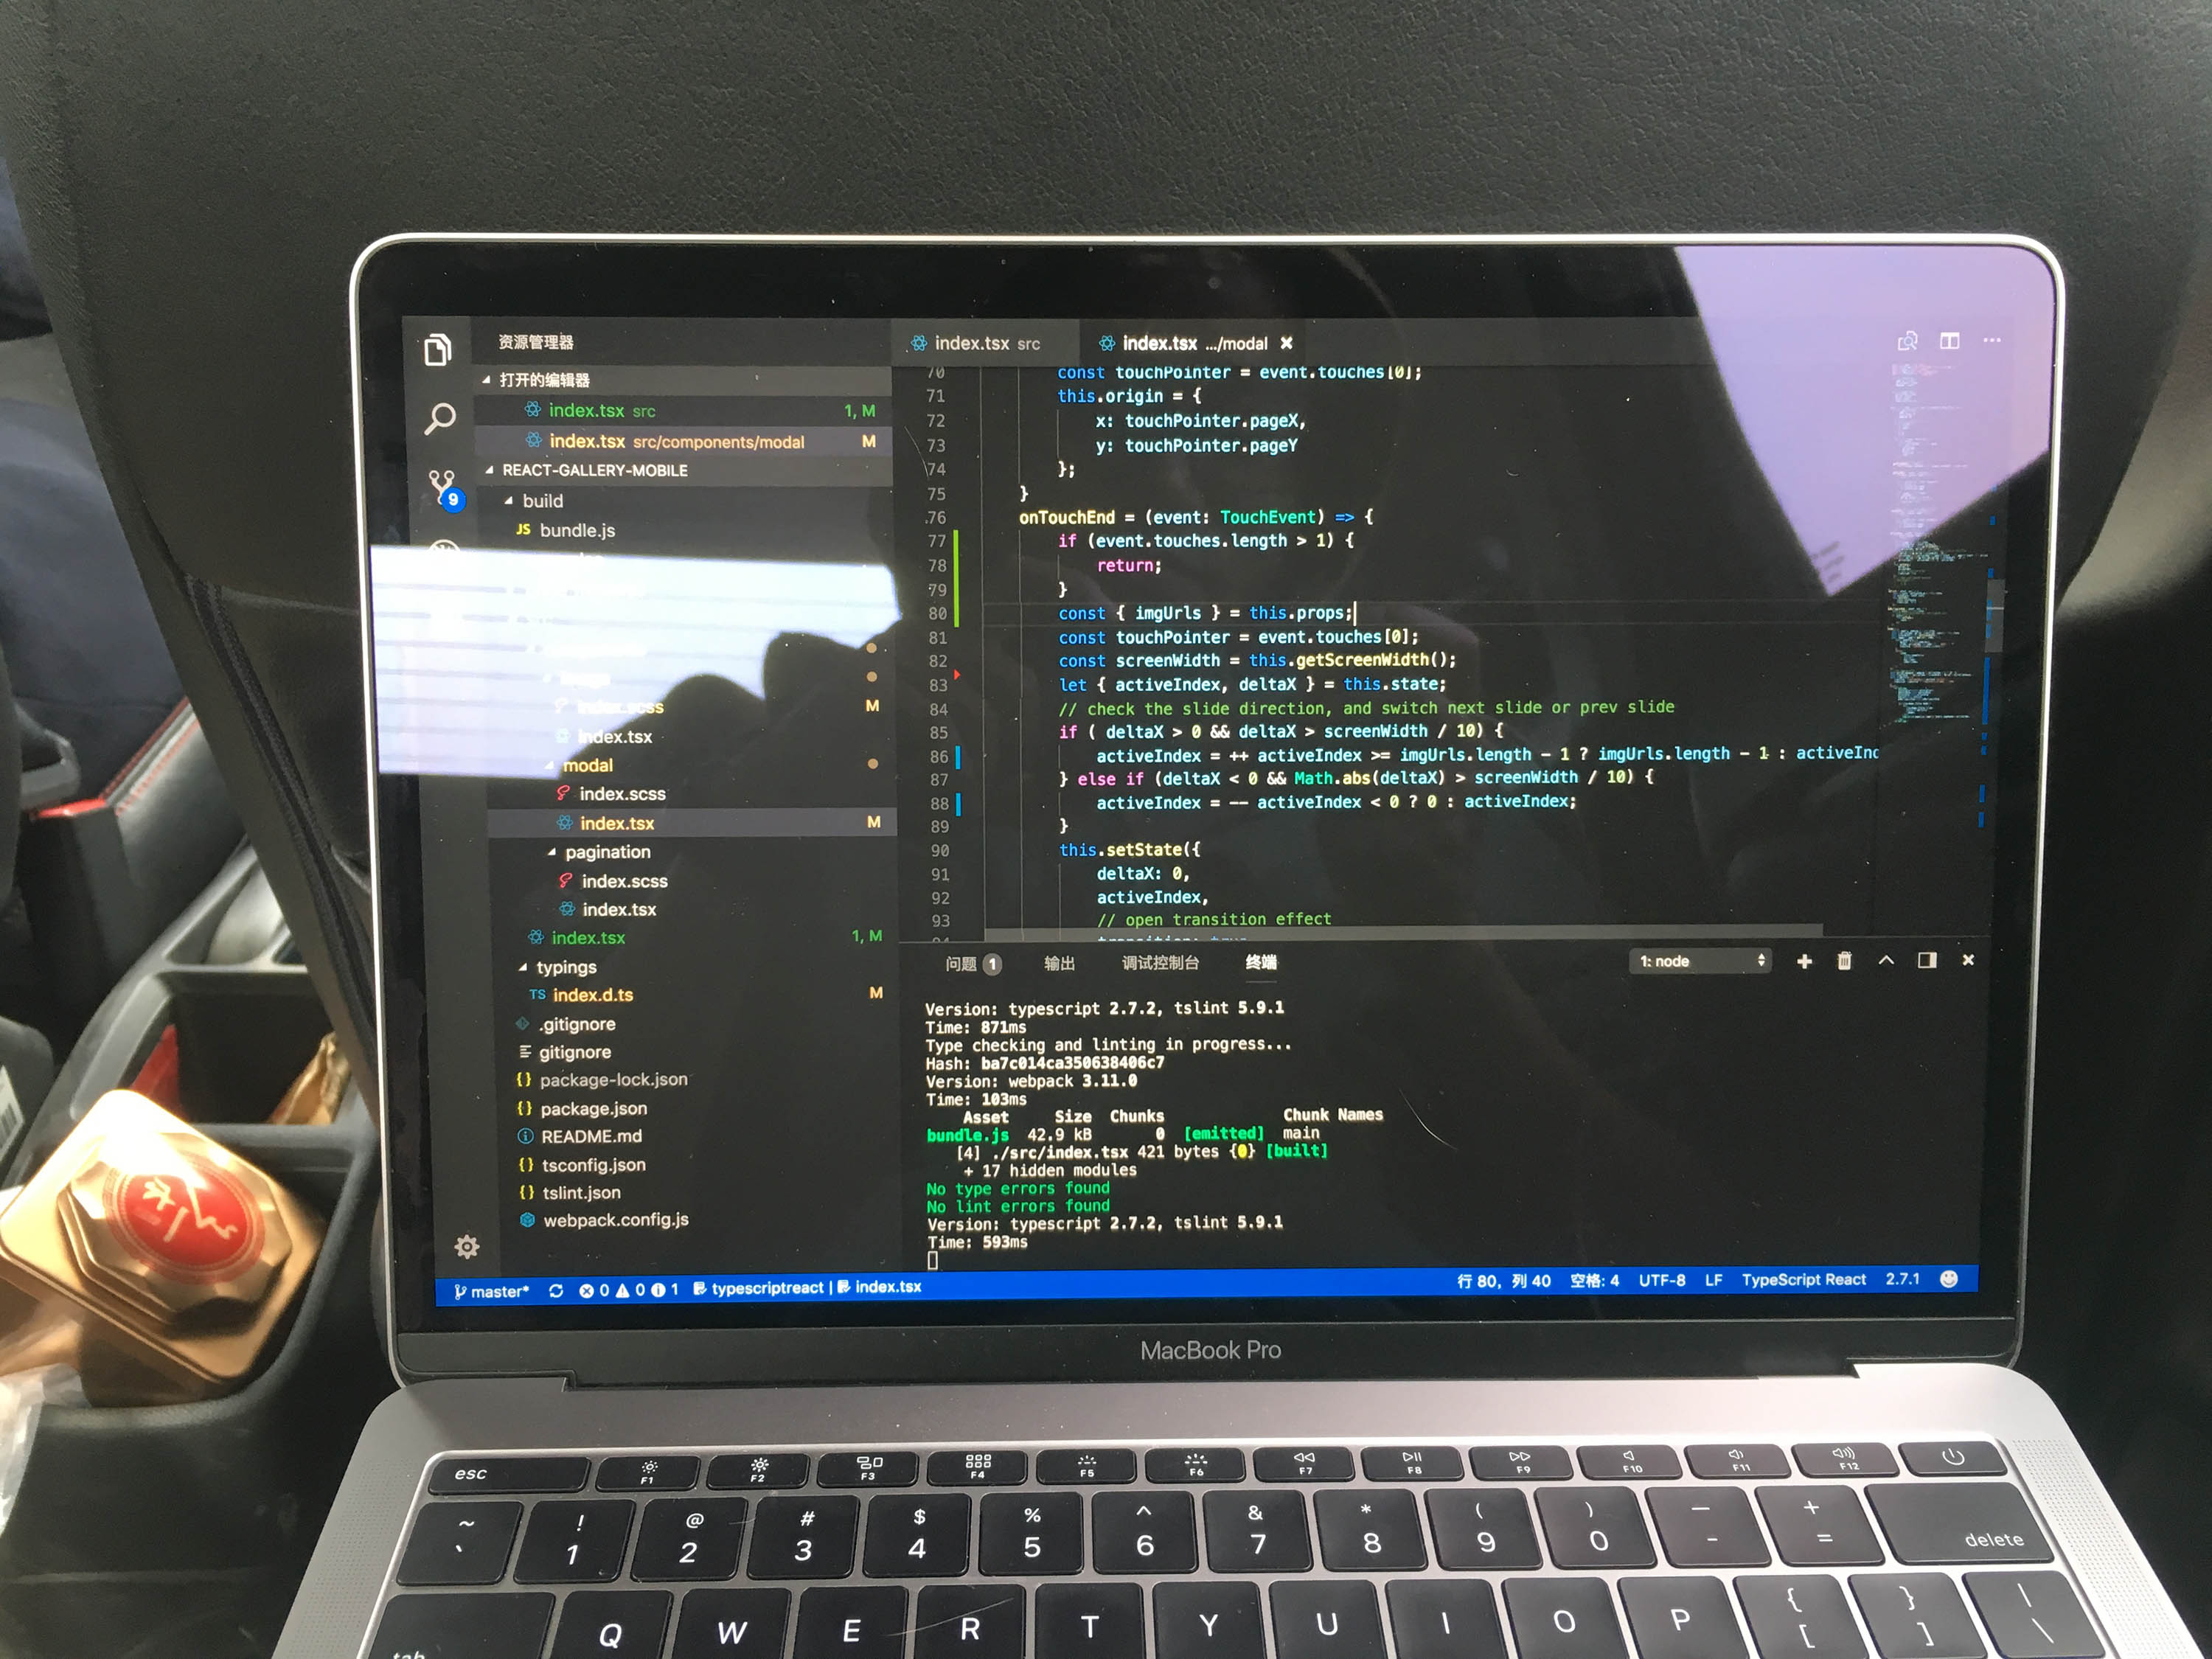 资源管理器
打开的编辑器
index.tsx src 1, M
index.tsx src/components/modal M
REACT-GALLERY-MOBILE
9
build
JS bundle.js
index.scss M
index.tsx
modal
index.scss
index.tsx M
pagination
index.scss
index.tsx
index.tsx 1, M
typings
TS index.d.ts M
.gitignore
gitignore
{} package-lock.json
{} package.json
README.md
{} tsconfig.json
{} tslint.json
webpack.config.js
index.tsx src
index.tsx .../modal
70 const touchPointer = event.touches[0];
71 this.origin = {
72 x: touchPointer.pageX,
73 y: touchPointer.pageY
74 };
75 }
76 onTouchEnd = (event: TouchEvent) => {
77 if (event.touches.length > 1) {
78 return;
79 }
80 const { imgUrls } = this.props;
81 const touchPointer = event.touches[0];
82 const screenWidth = this.getScreenWidth();
83 let { activeIndex, deltaX } = this.state;
84 // check the slide direction, and switch next slide or prev slide
85 if ( deltaX > 0 && deltaX > screenWidth / 10) {
86 activeIndex = ++ activeIndex >= imgUrls.length - 1 ? imgUrls.length - 1 : activeInd
87 } else if (deltaX < 0 && Math.abs(deltaX) > screenWidth / 10) {
88 activeIndex = -- activeIndex < 0 ? 0 : activeIndex;
89 }
90 this.setState({
91 deltaX: 0,
92 activeIndex,
93 // open transition effect
问题 1 输出 调试控制台 终端 1: node
Version: typescript 2.7.2, tslint 5.9.1
Time: 871ms
Type checking and linting in progress...
Hash: ba7c014ca350638406c7
Version: webpack 3.11.0
Time: 103ms
Asset Size Chunks Chunk Names
bundle.js 42.9 kB 0 [emitted] main
[4] ./src/index.tsx 421 bytes {0} [built]
+ 17 hidden modules
No type errors found
No lint errors found
Version: typescript 2.7.2, tslint 5.9.1
Time: 593ms
master* 0 0 1 typescriptreact | index.tsx 行 80, 列 40 空格: 4 UTF-8 LF TypeScript React 2.7.1
MacBook Pro
esc F1 F2 F3 F4 F5 F6 F7 F8 F9 F10 F11 F12
~ ! @ # $ % ^ & * ( ) — +
` 1 2 3 4 5 6 7 8 9 0 - = delete
{ } |
tab Q W E R T Y U I O P [ ] \